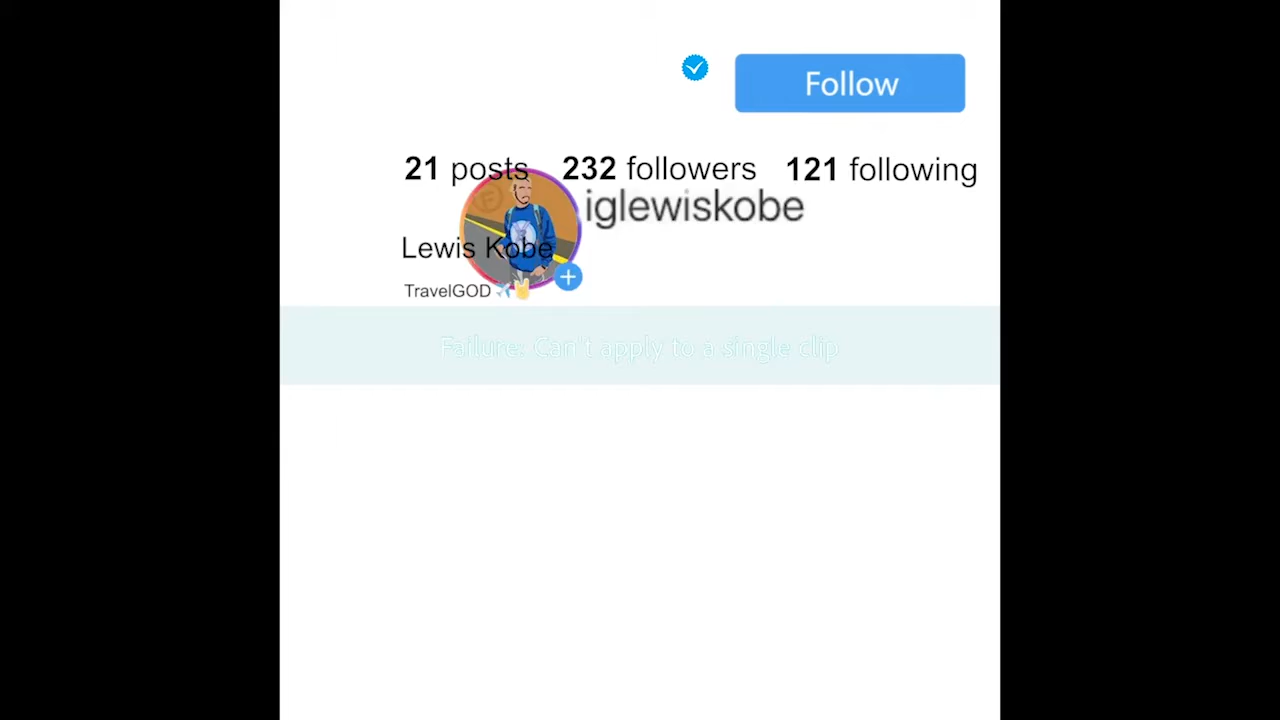 Follow
21 posts 232 followers 121 following
iglewiskobe
Lewis Kobe
TravelGOD ✈️🤘
Failure: Can't apply to a single clip